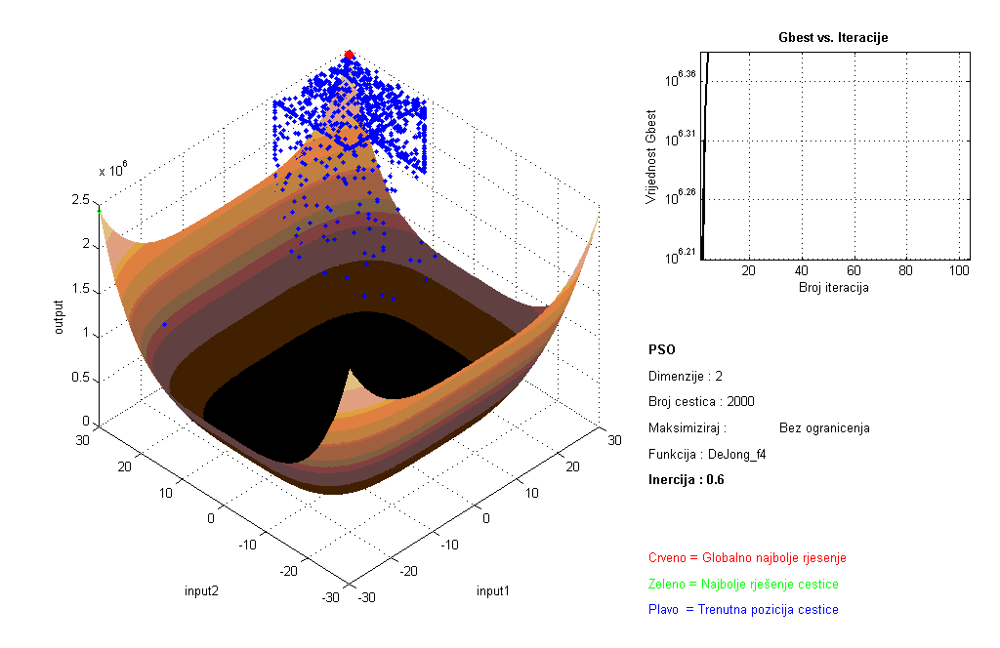 x 10^6
2.5
2
1.5
1
0.5
0
output
30
20
10
0
-10
-20
-30
input2
-30
-20
-10
0
10
20
30
input1
Gbest vs. Iteracije
10^6.36
10^6.31
10^6.26
10^6.21
Vrijednost Gbest
20 40 60 80 100
Broj iteracija
PSO
Dimenzije : 2
Broj cestica : 2000
Maksimiziraj : Bez ogranicenja
Funkcija : DeJong_f4
Inercija : 0.6
Crveno = Globalno najbolje rjesenje
Zeleno = Najbolje rješenje cestice
Plavo = Trenutna pozicija cestice